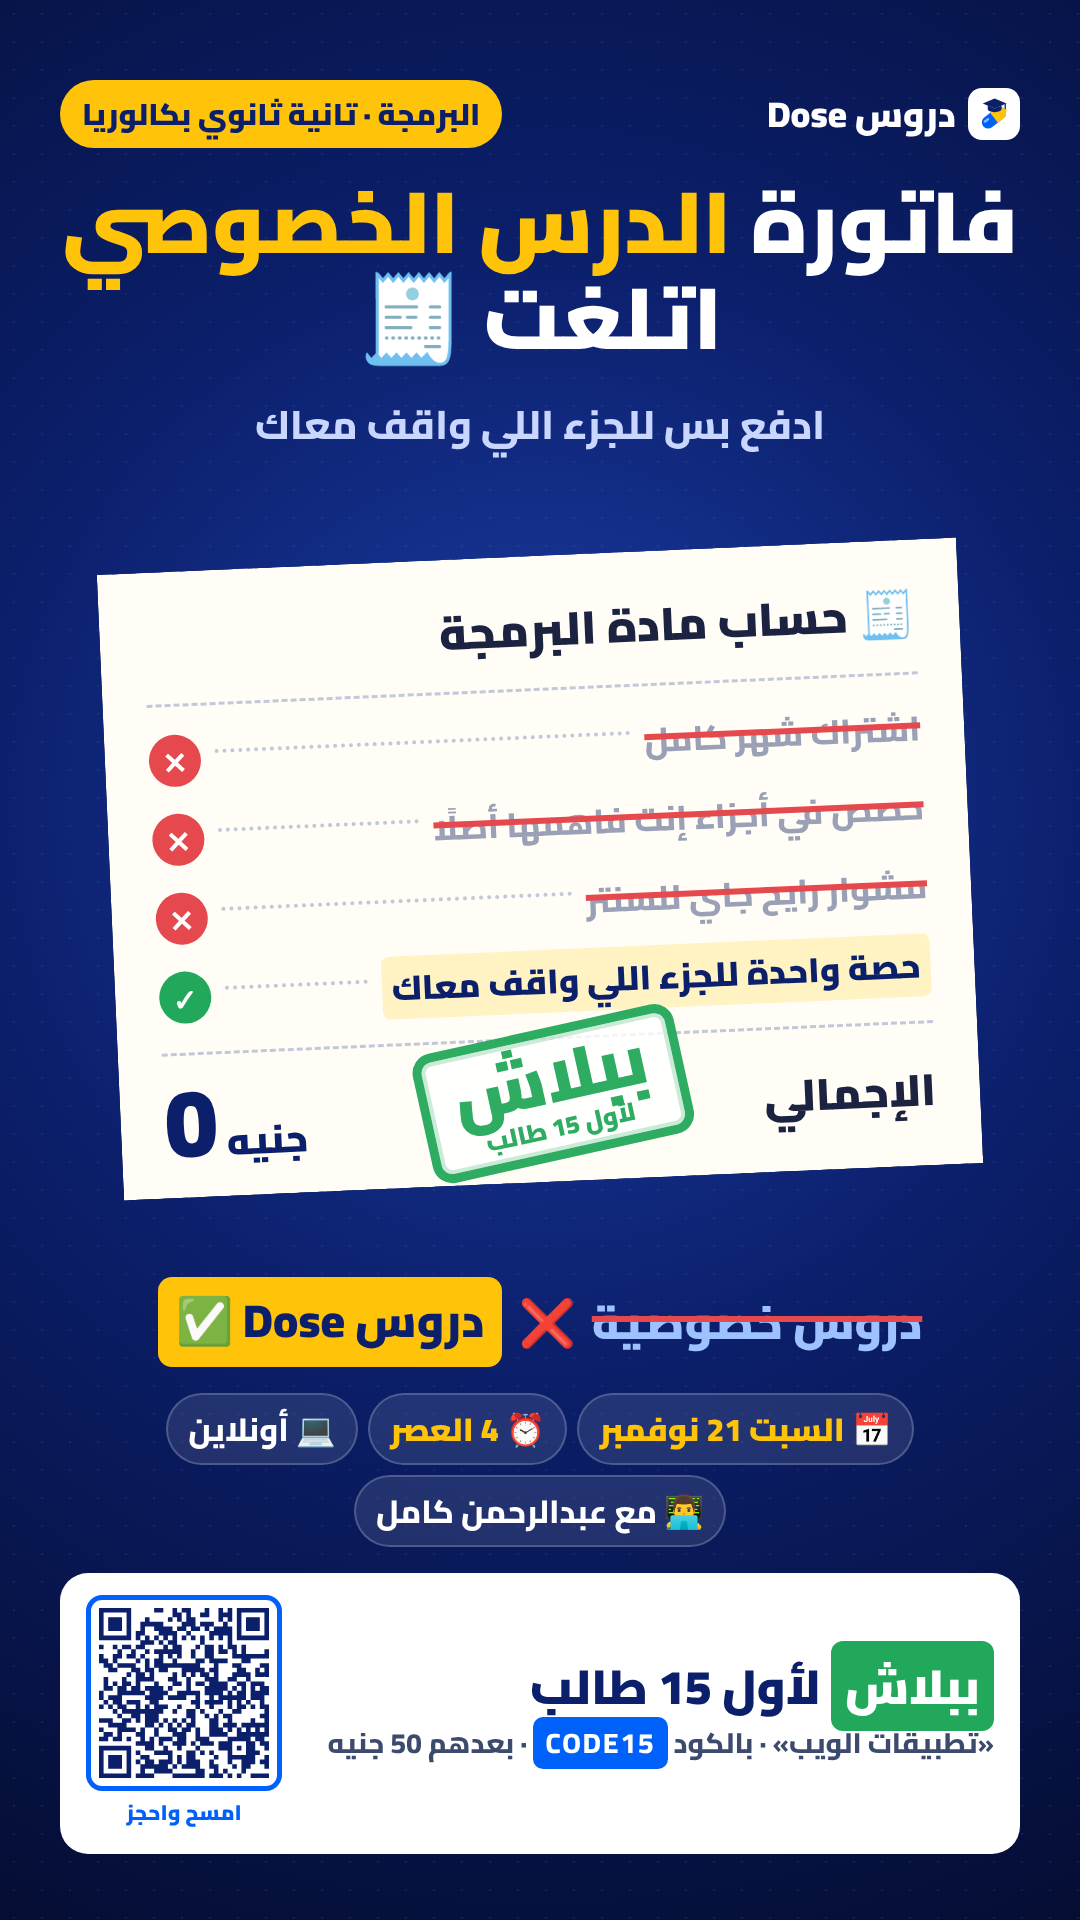 دروس Dose
البرمجة · تانية ثانوي بكالوريا
فاتورة الدرس الخصوصي
اتلغت
ادفع بس للجزء اللي واقف معاك
حساب مادة البرمجة
اشتراك شهر كامل
حصص في أجزاء إنت فاهمها أصلًا
مشوار رايح جاي للسنتر
حصة واحدة للجزء اللي واقف معاك
الإجمالي
ببلاش
لأول 15 طالب
0 جنيه
دروس خصوصية ❌ دروس Dose ✅
السبت 21 نوفمبر
4 العصر
أونلاين
مع عبدالرحمن كامل
ببلاش لأول 15 طالب
«تطبيقات الويب» · بالكود CODE15 · بعدهم 50 جنيه
امسح واحجز